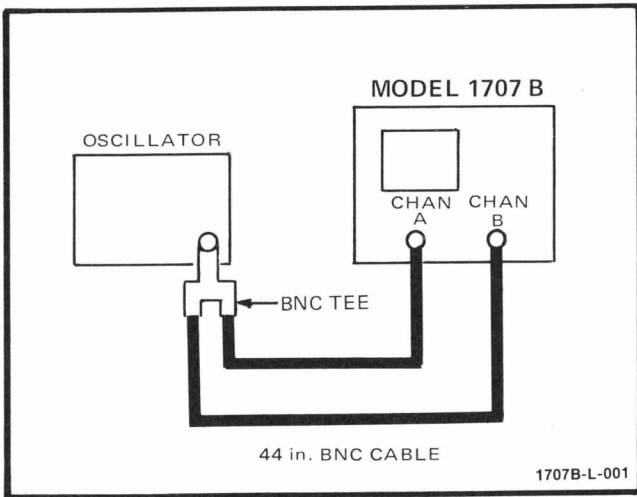 MODEL 1707 B
OSCILLATOR
CHAN
A
CHAN
B
BNC TEE
44 in. BNC CABLE
1707B-L-001